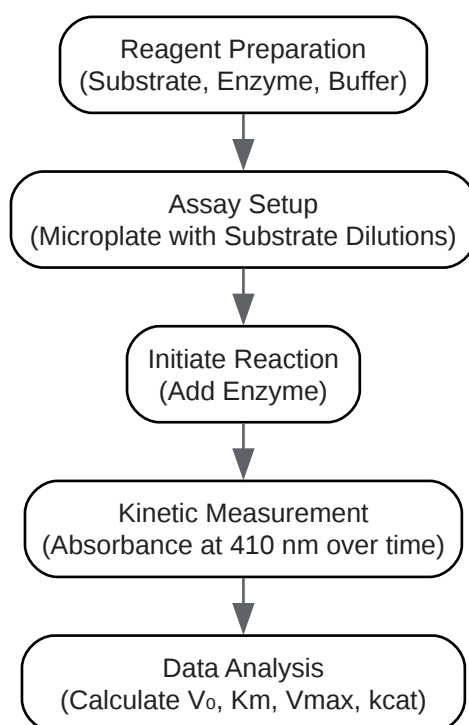 Reagent Preparation
(Substrate, Enzyme, Buffer)
Assay Setup
(Microplate with Substrate Dilutions)
Initiate Reaction
(Add Enzyme)
Kinetic Measurement
(Absorbance at 410 nm over time)
Data Analysis
(Calculate V₀, Km, Vmax, kcat)